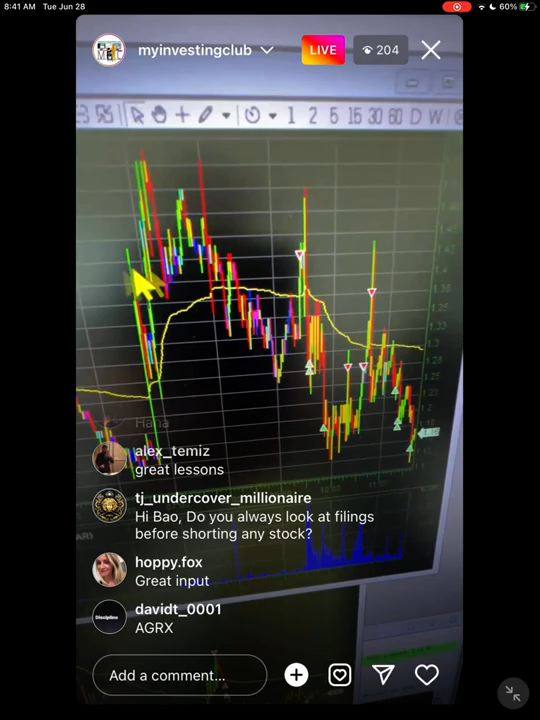 8:41 AM Tue Jun 28
60%
myinvestingclub
LIVE
204
1 2 5 15 30 60 D W
Hana
alex_temiz
great lessons
tj_undercover_millionaire
Hi Bao, Do you always look at filings
before shorting any stock?
hoppy.fox
Great input
davidt_0001
AGRX
Add a comment...